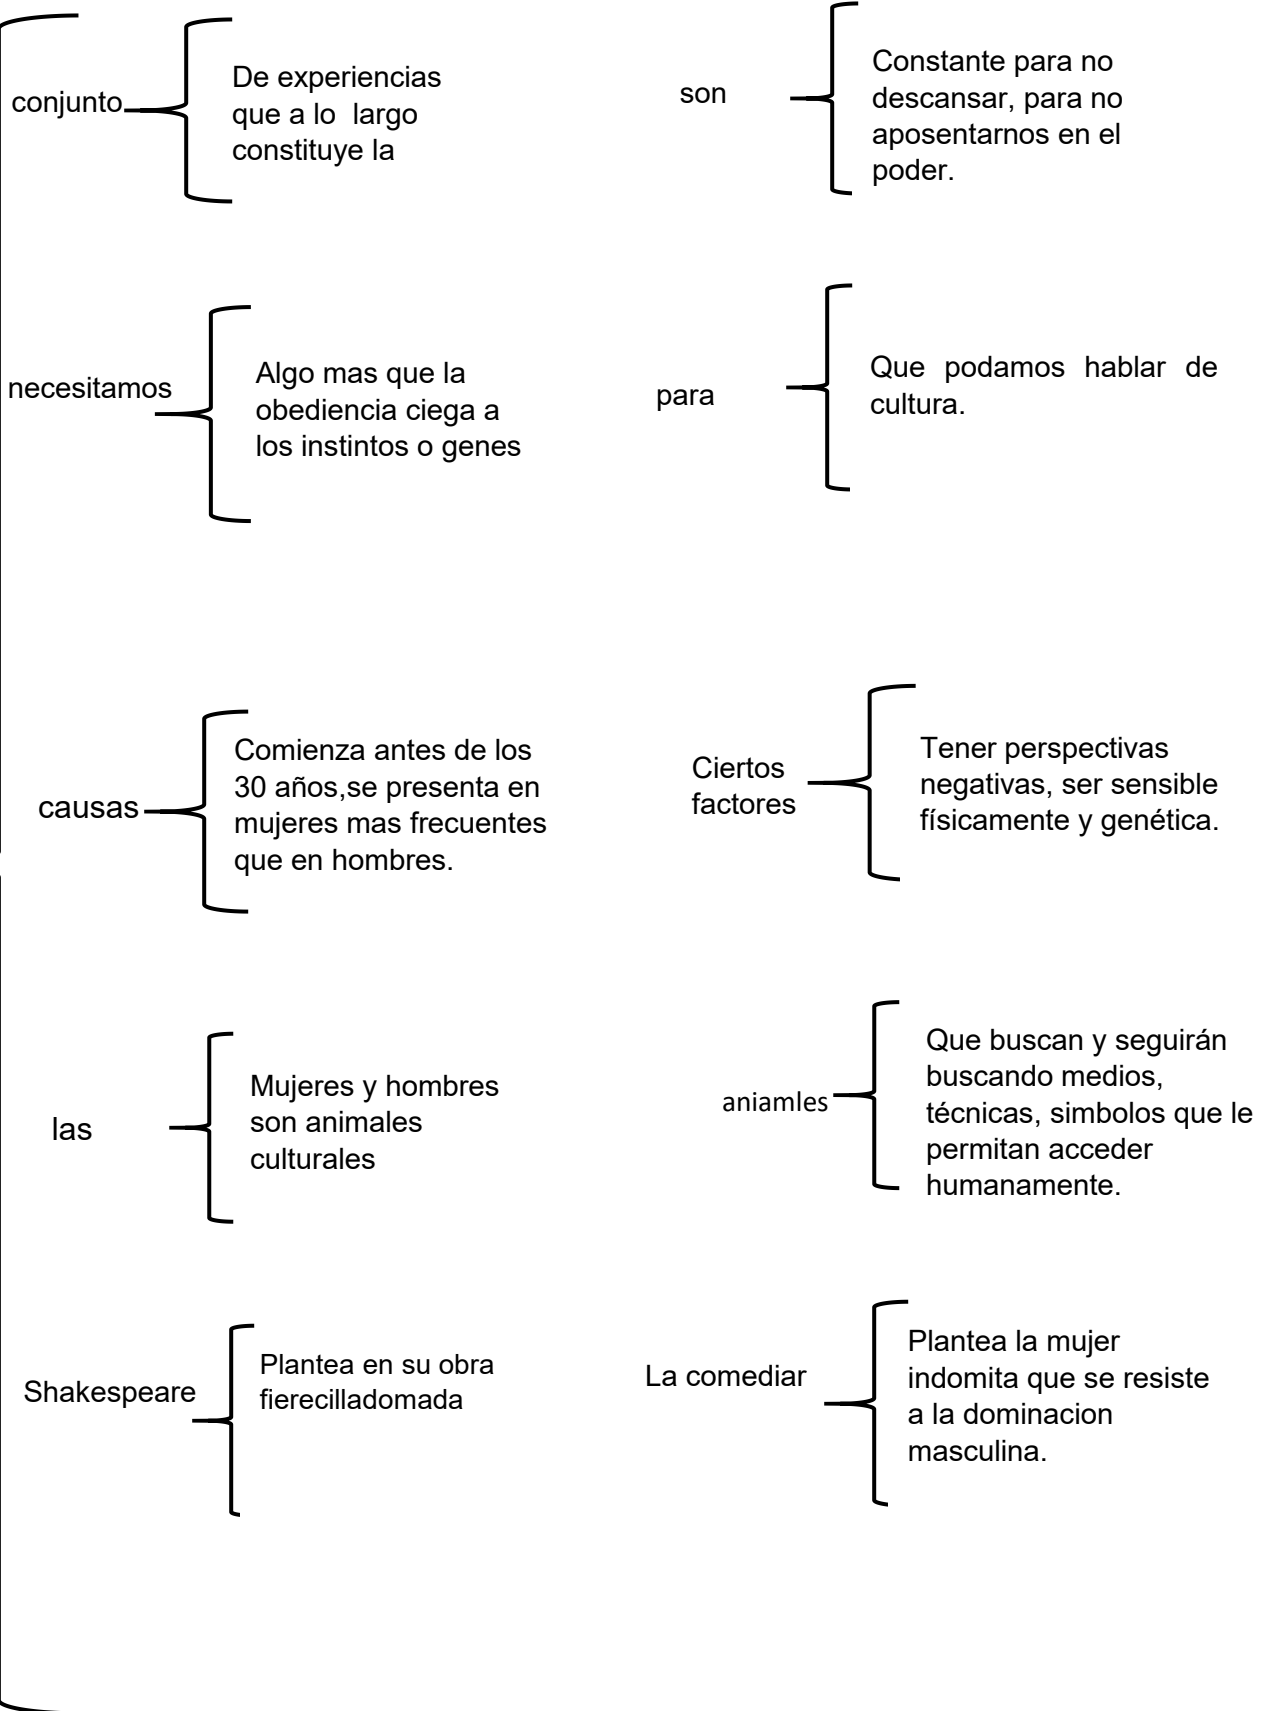 conjunto
De experiencias
que a lo largo
constituye la
son
Constante para no
descansar, para no
aposentarnos en el
poder.
necesitamos
Algo mas que la
obediencia ciega a
los instintos o genes
para
Que podamos hablar de
cultura.
causas
Comienza antes de los
30 años,se presenta en
mujeres mas frecuentes
que en hombres.
Ciertos
factores
Tener perspectivas
negativas, ser sensible
físicamente y genética.
las
Mujeres y hombres
son animales
culturales
aniamles
Que buscan y seguirán
buscando medios,
técnicas, simbolos que le
permitan acceder
humanamente.
Shakespeare
Plantea en su obra
fierecilladomada
La comediar
Plantea la mujer
indomita que se resiste
a la dominacion
masculina.